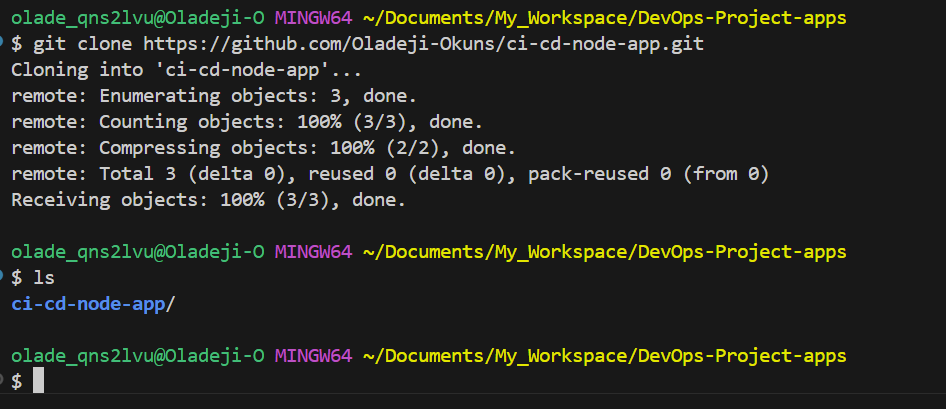 olade_qns2lvu@Oladeji-O MINGW64 ~/Documents/My_Workspace/DevOps-Project-apps
$ git clone https://github.com/Oladeji-Okuns/ci-cd-node-app.git
Cloning into 'ci-cd-node-app'...
remote: Enumerating objects: 3, done.
remote: Counting objects: 100% (3/3), done.
remote: Compressing objects: 100% (2/2), done.
remote: Total 3 (delta 0), reused 0 (delta 0), pack-reused 0 (from 0)
Receiving objects: 100% (3/3), done.
olade_qns2lvu@Oladeji-O MINGW64 ~/Documents/My_Workspace/DevOps-Project-apps
$ ls
ci-cd-node-app/
olade_qns2lvu@Oladeji-O MINGW64 ~/Documents/My_Workspace/DevOps-Project-apps
$